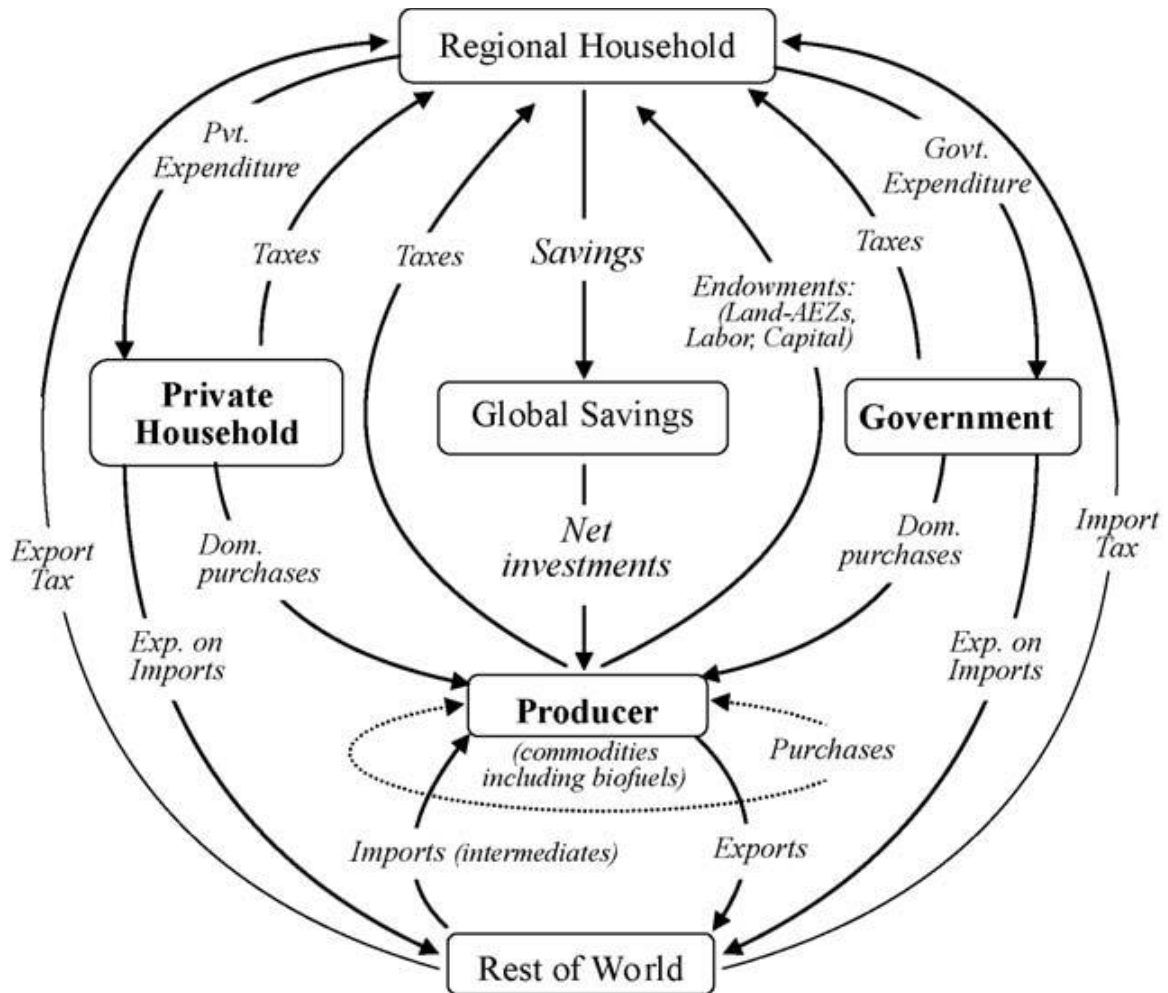 Regional Household
Pvt.
Expenditure
Govt.
Expenditure
Taxes
Taxes
Savings
Taxes
Endowments:
(Land-AEZs,
Labor, Capital)
Private
Household
Global Savings
Government
Export
Tax
Dom.
purchases
Net
investments
Dom.
purchases
Import
Tax
Exp. on
Imports
Exp. on
Imports
Producer
(commodities
including biofuels)
Purchases
Imports (intermediates)
Exports
Rest of World